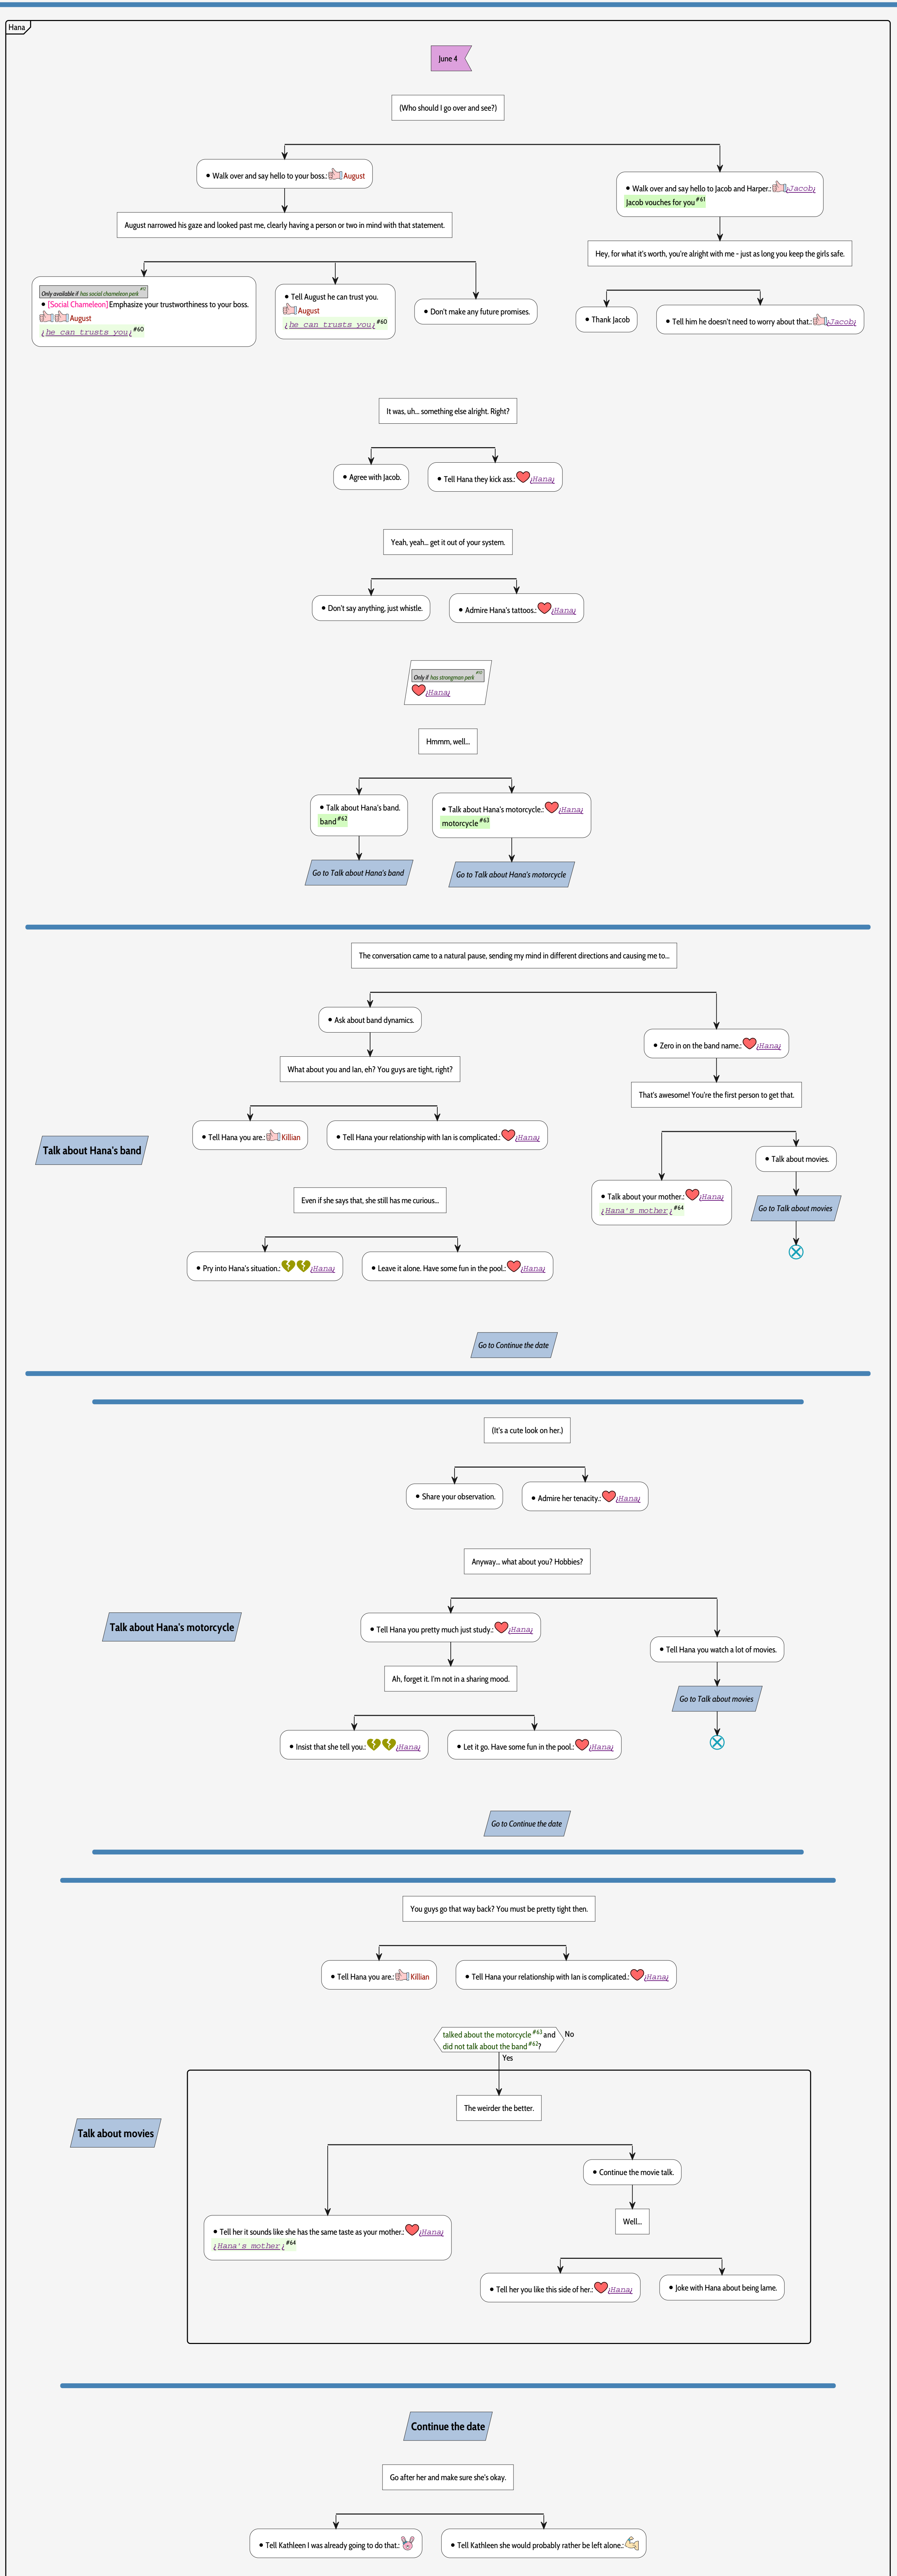 Hana
June 4
(Who should I go over and see?)
• Walk over and say hello to your boss.: August
• Walk over and say hello to Jacob and Harper.: ¿Jacob¿
Jacob vouches for you #61
August narrowed his gaze and looked past me, clearly having a person or two in mind with that statement.
Hey, for what it's worth, you're alright with me - just as long you keep the girls safe.
Only available if has social chameleon perk
• [Social Chameleon] Emphasize your trustworthiness to your boss.
August
¿he can trusts you¿ #60
• Tell August he can trust you.
August
¿he can trusts you¿ #60
• Don't make any future promises.
• Thank Jacob
• Tell him he doesn't need to worry about that.: ¿Jacob¿
It was, uh... something else alright. Right?
• Agree with Jacob.
• Tell Hana they kick ass.: ¿Hana¿
Yeah, yeah... get it out of your system.
• Don't say anything, just whistle.
• Admire Hana's tattoos.: ¿Hana¿
Only if has strongman perk
¿Hana¿
Hmmm, well...
• Talk about Hana's band.
band #62
• Talk about Hana's motorcycle.: ¿Hana¿
motorcycle #63
Go to Talk about Hana's band
Go to Talk about Hana's motorcycle
The conversation came to a natural pause, sending my mind in different directions and causing me to...
• Ask about band dynamics.
• Zero in on the band name.: ¿Hana¿
What about you and Ian, eh? You guys are tight, right?
That's awesome! You're the first person to get that.
• Tell Hana you are.: Killian
• Tell Hana your relationship with Ian is complicated.: ¿Hana¿
Talk about Hana's band
• Talk about movies.
• Talk about your mother.: ¿Hana¿
¿Hana's mother¿ #64
Go to Talk about movies
Even if she says that, she still has me curious...
• Pry into Hana's situation.: ¿Hana¿
• Leave it alone. Have some fun in the pool.: ¿Hana¿
Go to Continue the date
(It's a cute look on her.)
• Share your observation.
• Admire her tenacity.: ¿Hana¿
Anyway... what about you? Hobbies?
Talk about Hana's motorcycle
• Tell Hana you pretty much just study.: ¿Hana¿
• Tell Hana you watch a lot of movies.
Ah, forget it. I'm not in a sharing mood.
Go to Talk about movies
• Insist that she tell you.: ¿Hana¿
• Let it go. Have some fun in the pool.: ¿Hana¿
Go to Continue the date
You guys go that way back? You must be pretty tight then.
• Tell Hana you are.: Killian
• Tell Hana your relationship with Ian is complicated.: ¿Hana¿
talked about the motorcycle #63 and
did not talk about the band #62?
No
Yes
Talk about movies
The weirder the better.
• Continue the movie talk.
• Tell her it sounds like she has the same taste as your mother.: ¿Hana¿
¿Hana's mother¿ #64
Well...
• Tell her you like this side of her.: ¿Hana¿
• Joke with Hana about being lame.
Continue the date
Go after her and make sure she's okay.
• Tell Kathleen I was already going to do that.:
• Tell Kathleen she would probably rather be left alone.: